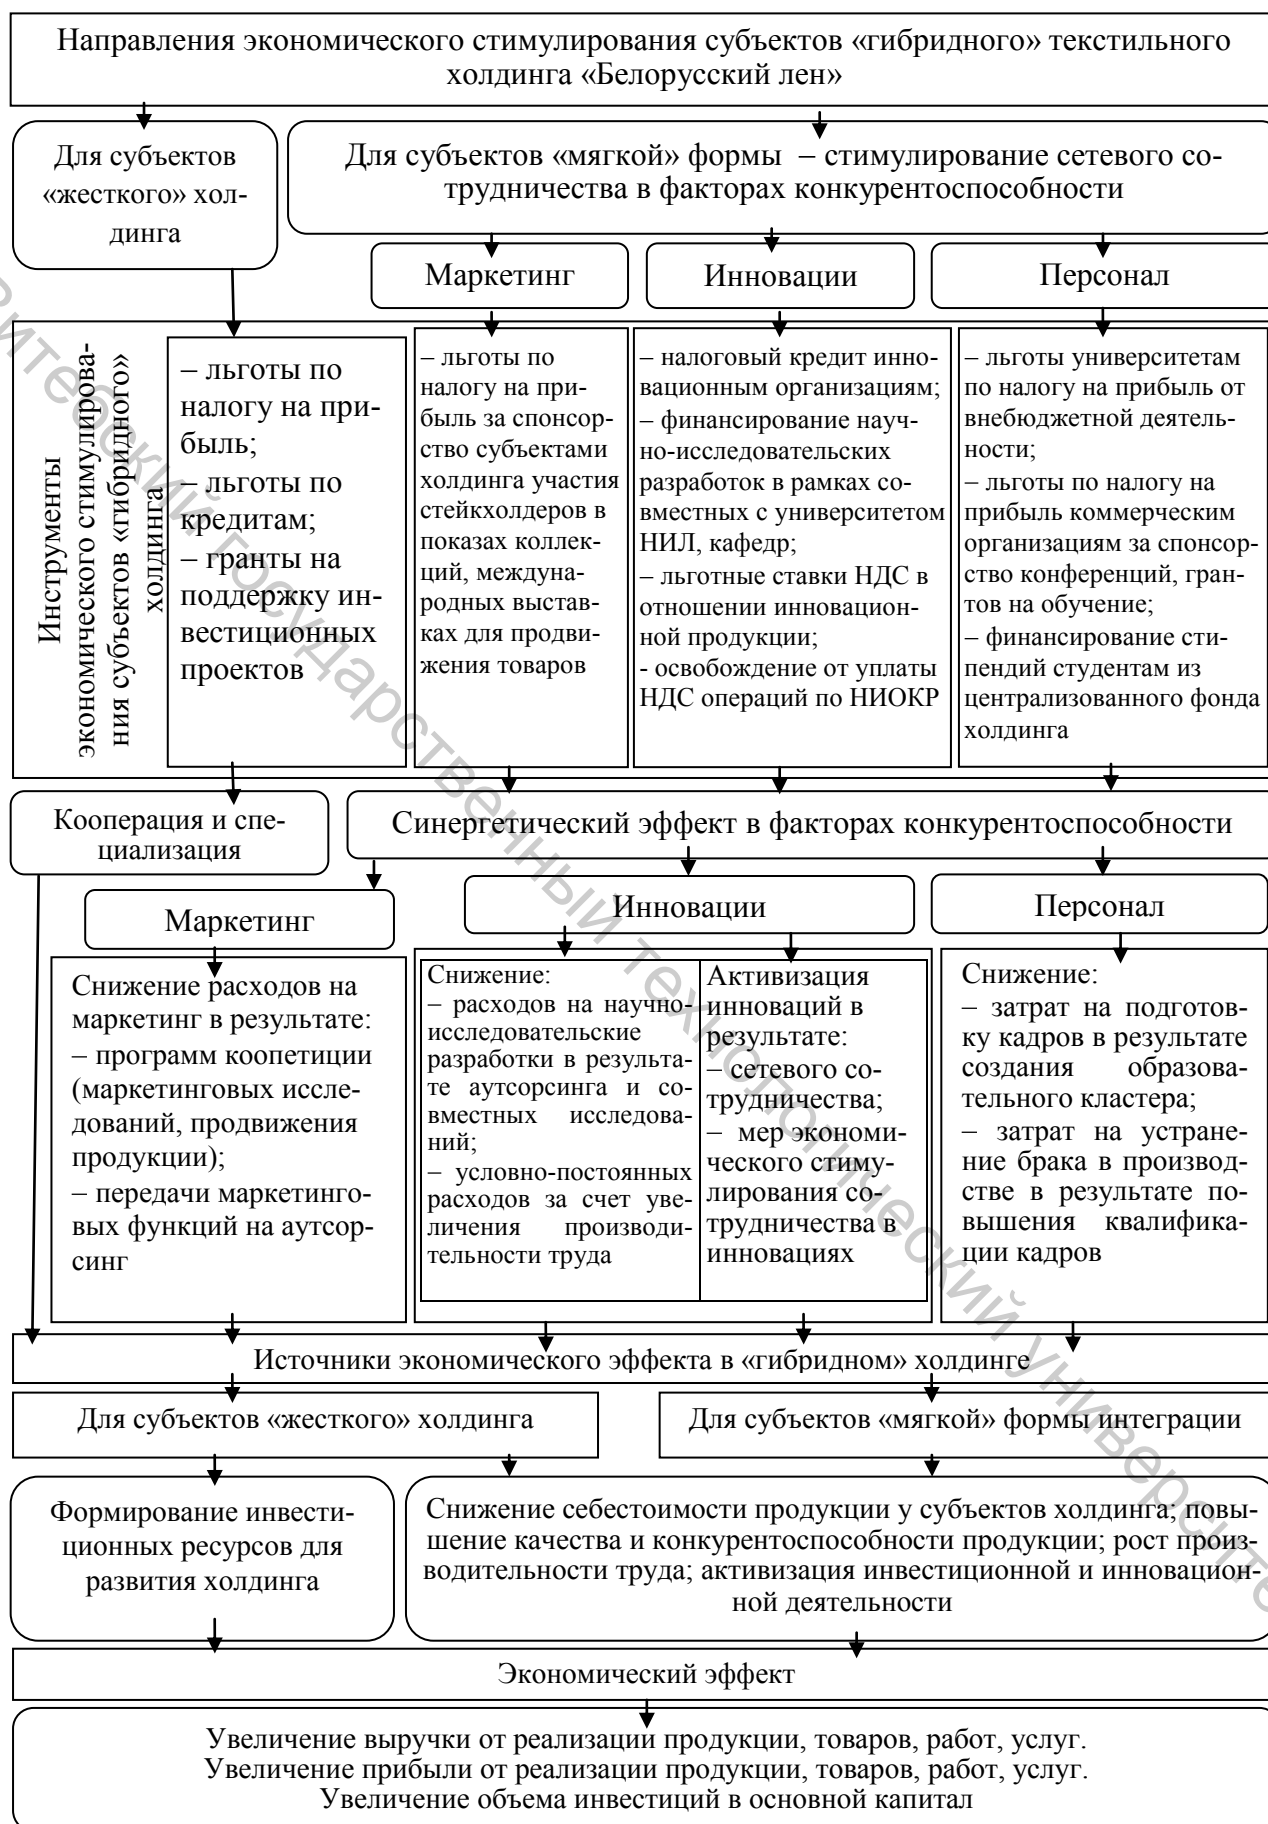 Направления экономического стимулирования субъектов «гибридного» текстильного
холдинга «Белорусский лен»
Для субъектов
«жесткого» хол-
динга
Для субъектов «мягкой» формы – стимулирование сетевого со-
трудничества в факторах конкурентоспособности
Маркетинг
Инновации
Персонал
Инструменты
экономического стимулирова-
ния субъектов «гибридного»
холдинга
– льготы по
налогу на при-
быль;
– льготы по
кредитам;
– гранты на
поддержку ин-
вестиционных
проектов
– льготы по
налогу на при-
быль за спонсор-
ство субъектами
холдинга участия
стейкхолдеров в
показах коллек-
ций, междуна-
родных выстав-
ках для продви-
жения товаров
– налоговый кредит инно-
вационным организациям;
– финансирование науч-
но-исследовательских
разработок в рамках со-
вместных с университетом
НИЛ, кафедр;
– льготные ставки НДС в
отношении инновацион-
ной продукции;
- освобождение от уплаты
НДС операций по НИОКР
– льготы университетам
по налогу на прибыль от
внебюджетной деятель-
ности;
– льготы по налогу на
прибыль коммерческим
организациям за спонсор-
ство конференций, гран-
тов на обучение;
– финансирование сти-
пендий студентам из
централизованного фонда
холдинга
Кооперация и спе-
циализация
Синергетический эффект в факторах конкурентоспособности
Маркетинг
Инновации
Персонал
Снижение расходов на
маркетинг в результате:
– программ коопетиции
(маркетинговых иссле-
дований, продвижения
продукции);
– передачи маркетинго-
вых функций на аутсор-
синг
Снижение:
– расходов на научно-
исследовательские
разработки в результа-
те аутсорсинга и со-
вместных исследова-
ний;
– условно-постоянных
расходов за счет уве-
личения производи-
тельности труда
Активизация
инноваций в
результате:
– сетевого со-
трудничества;
– мер экономи-
ческого стиму-
лирования со-
трудничества в
инновациях
Снижение:
– затрат на подготов-
ку кадров в результате
создания образова-
тельного кластера;
– затрат на устране-
ние брака в производ-
стве в результате по-
вышения квалифика-
ции кадров
Источники экономического эффекта в «гибридном» холдинге
Для субъектов «жесткого» холдинга
Для субъектов «мягкой» формы интеграции
Формирование инвести-
ционных ресурсов для
развития холдинга
Снижение себестоимости продукции у субъектов холдинга; повы-
шение качества и конкурентоспособности продукции; рост произ-
водительности труда; активизация инвестиционной и инновацион-
ной деятельности
Экономический эффект
Увеличение выручки от реализации продукции, товаров, работ, услуг.
Увеличение прибыли от реализации продукции, товаров, работ, услуг.
Увеличение объема инвестиций в основной капитал
Витебский государственный технологический университе